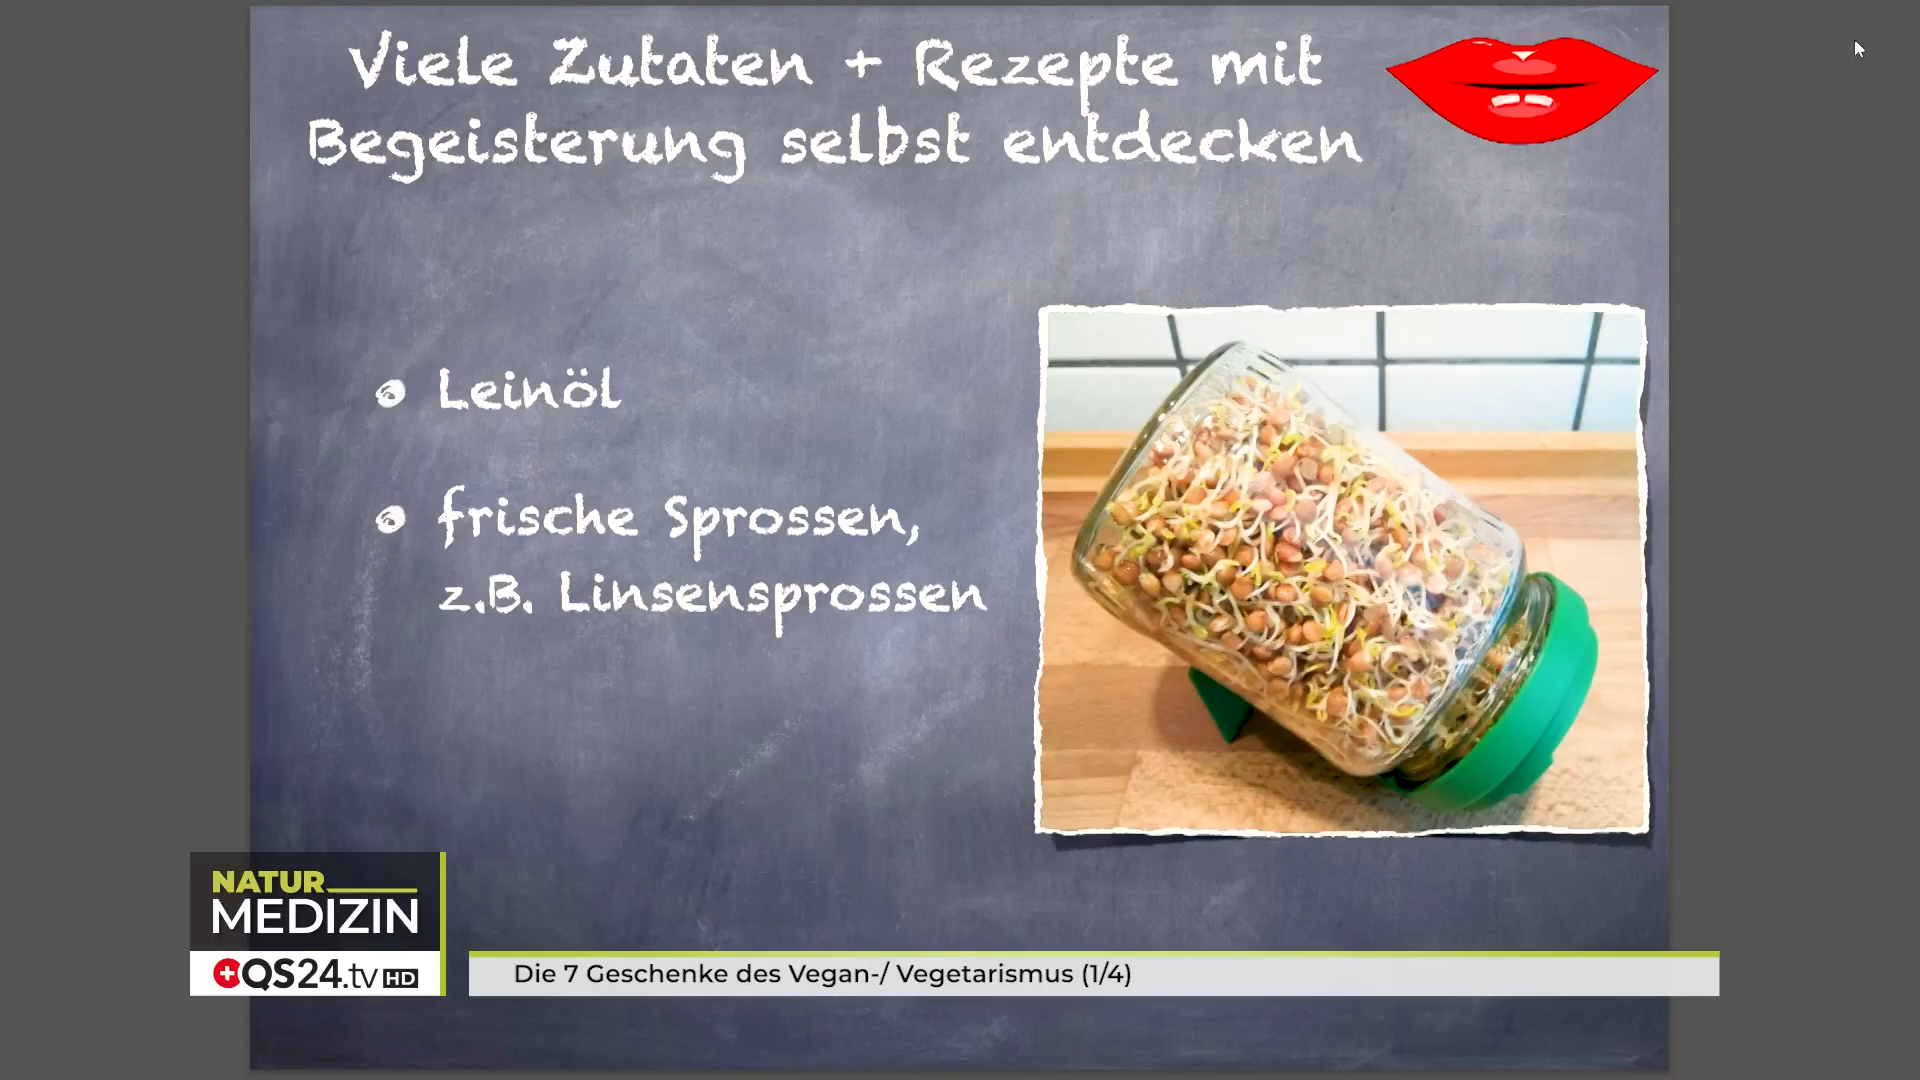 Viele Zutaten + Rezepte mit
Begeisterung selbst entdecken
Leinöl
frische Sprossen,
z.B. Linsensprossen
NATUR
MEDIZIN
QS24.tv HD
Die 7 Geschenke des Vegan-/ Vegetarismus (1/4)